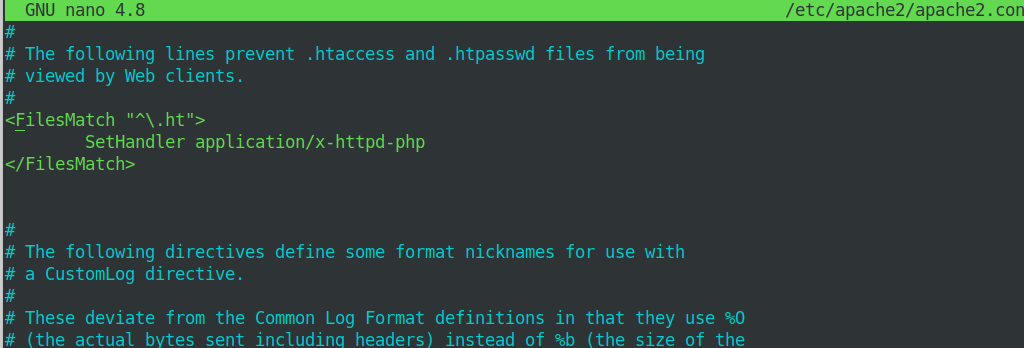 GNU nano 4.8 /etc/apache2/apache2.con
#
# The following lines prevent .htaccess and .htpasswd files from being
# viewed by Web clients.
#
<FilesMatch "^\.ht">
SetHandler application/x-httpd-php
</FilesMatch>
#
# The following directives define some format nicknames for use with
# a CustomLog directive.
#
# These deviate from the Common Log Format definitions in that they use %O
# (the actual bytes sent including headers) instead of %b (the size of the